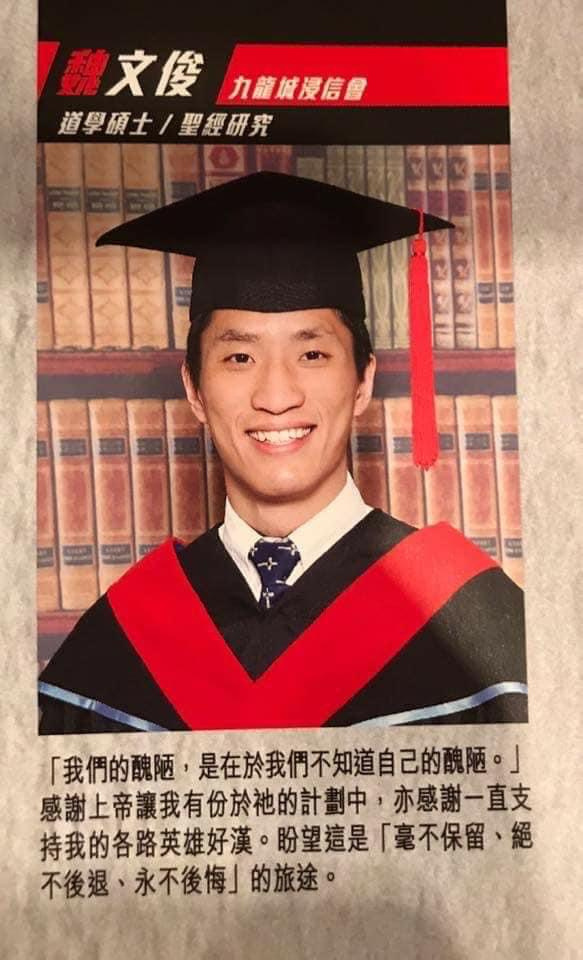 魏文俊 九龍城浸信會
道學碩士 / 聖經研究
「我們的醜陋，是在於我們不知道自己的醜陋。」
感謝上帝讓我有份於祂的計劃中，亦感謝一直支
持我的各路英雄好漢。盼望這是「毫不保留、絕
不後退、永不後悔」的旅途。